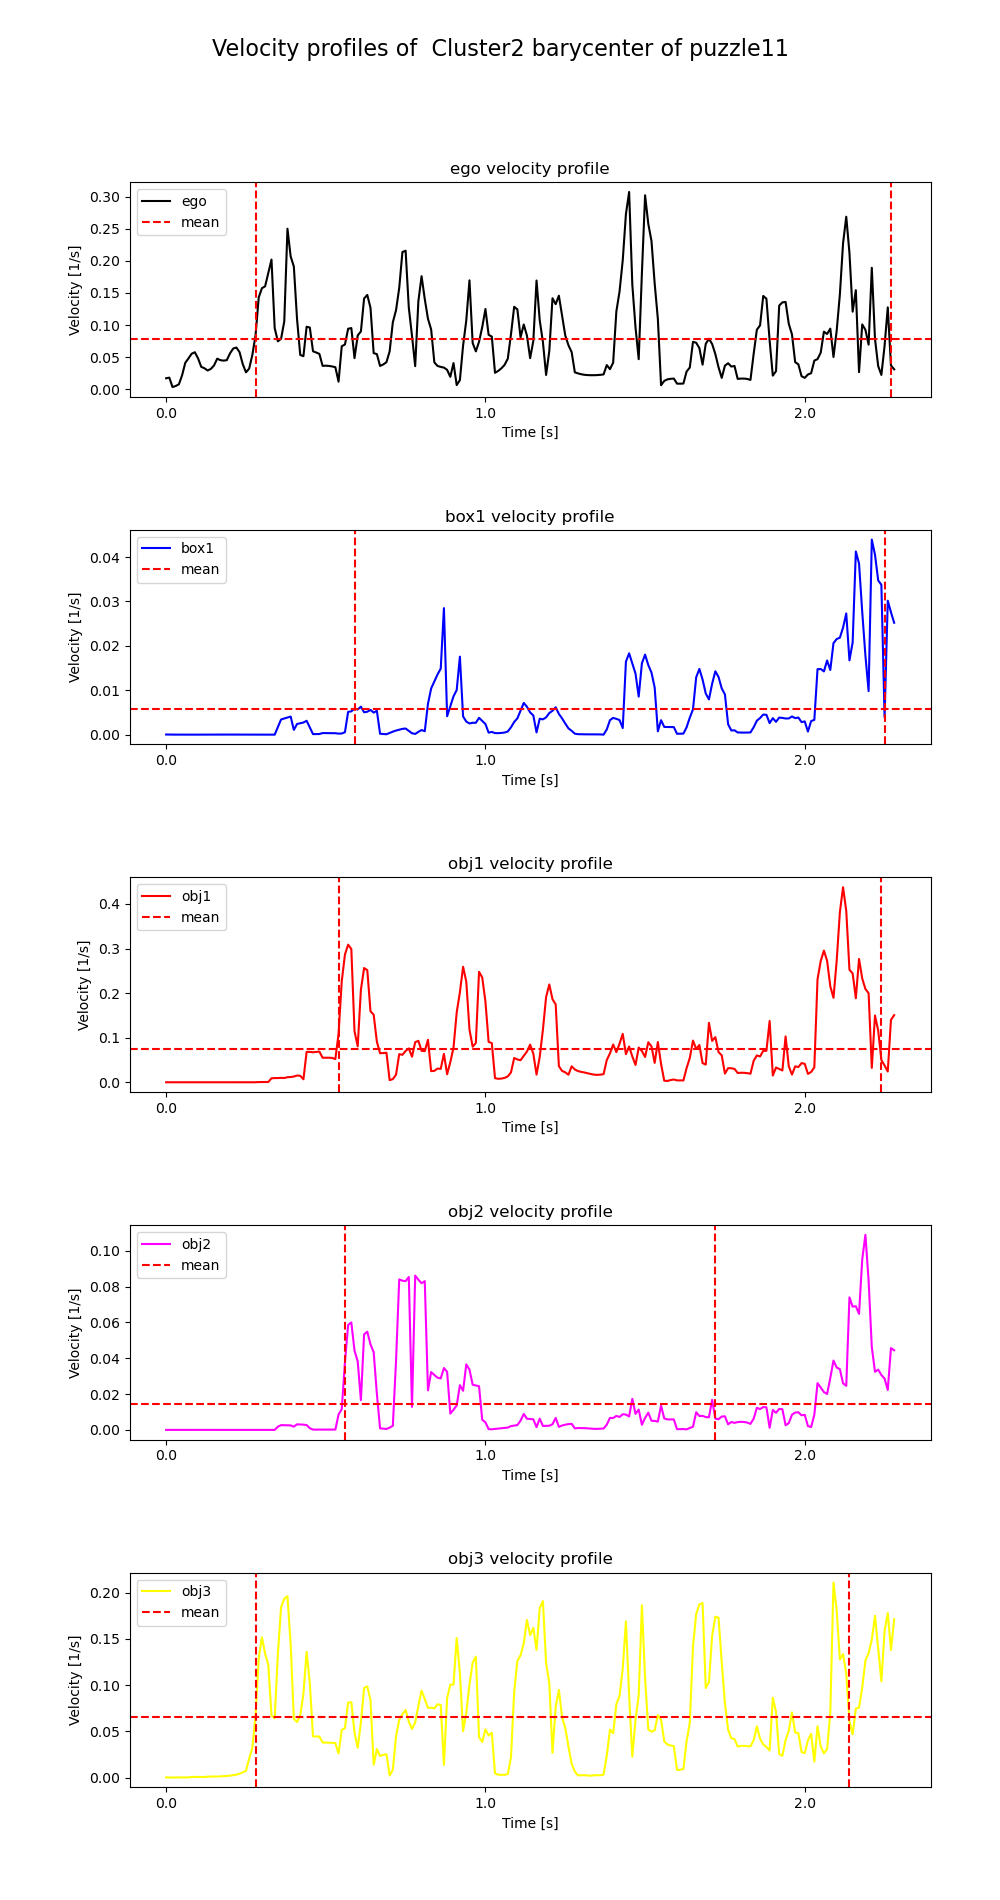 Velocity profiles of  Cluster2 barycenter of puzzle11
ego velocity profile
ego
mean
Velocity [1/s]
0.30
0.25
0.20
0.15
0.10
0.05
0.00
0.0 1.0 2.0
Time [s]
box1 velocity profile
box1
mean
Velocity [1/s]
0.04
0.03
0.02
0.01
0.00
0.0 1.0 2.0
Time [s]
obj1 velocity profile
obj1
mean
Velocity [1/s]
0.4
0.3
0.2
0.1
0.0
0.0 1.0 2.0
Time [s]
obj2 velocity profile
obj2
mean
Velocity [1/s]
0.10
0.08
0.06
0.04
0.02
0.00
0.0 1.0 2.0
Time [s]
obj3 velocity profile
obj3
mean
Velocity [1/s]
0.20
0.15
0.10
0.05
0.00
0.0 1.0 2.0
Time [s]